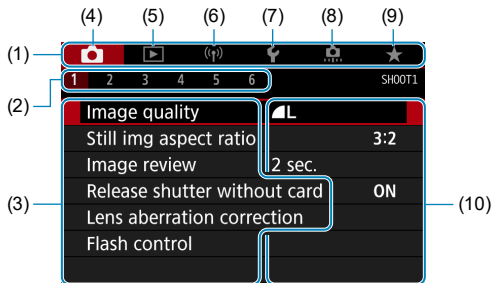 (4) (5) (6) (7) (8) (9)
(1)
1 2 3 4 5 6 SHOOT1
(2)
Image quality L
Still img aspect ratio 3:2
Image review 2 sec.
(3) Release shutter without card ON (10)
Lens aberration correction
Flash control